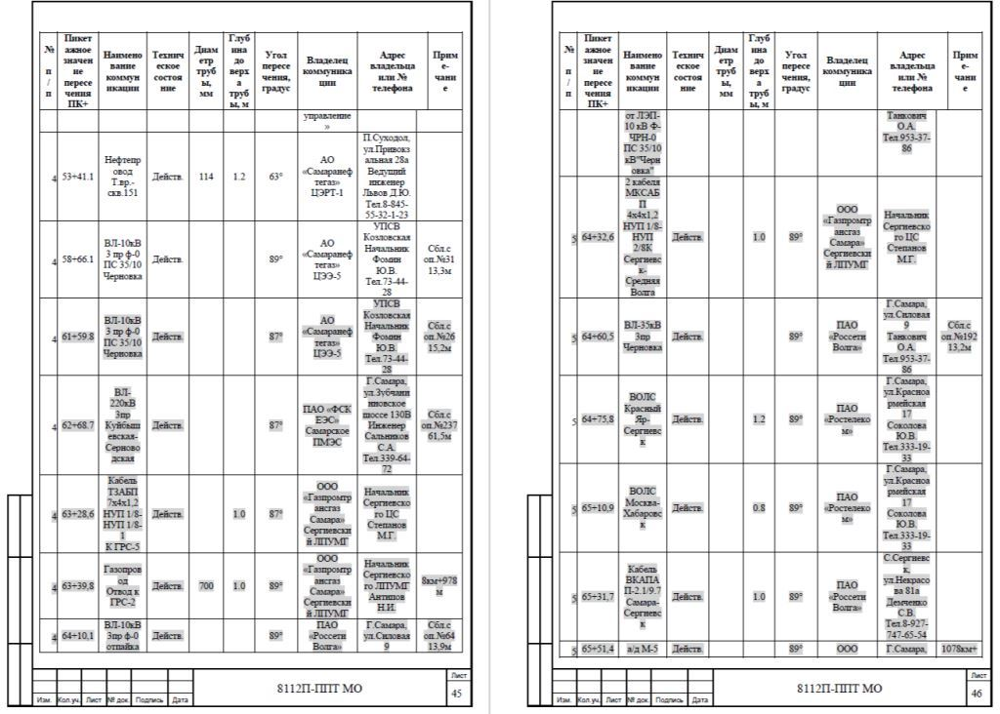 № п/п
Пикетажное значение пересечения ПК+
Наименование коммуникации
Техническое состояние
Диаметр трубы, мм
Глубина до верха трубы, м
Угол пересечения, градус
Владелец коммуникации
Адрес владельца или № телефона
Приме-чание
управление»
4 53+41.1 Нефтепровод Т.вр.-скв.151 Действ. 114 1.2 63° АО «Самаранефтегаз» ЦЭРТ-1 П.Суходол, ул.Привокзальная 28а Ведущий инженер Львов Д.Ю. Тел.8-845-55-32-1-23
4 58+66.1 ВЛ-10кВ 3 пр ф-0 ПС 35/10 Черновка Действ. 89° АО «Самаранефтегаз» ЦЭЭ-5 УПСВ Козловская Начальник Фомин Ю.В. Тел.73-44-28 Сбл.с оп.№31 13,3м
4 61+59.8 ВЛ-10кВ 3 пр ф-0 ПС 35/10 Черновка Действ. 87° АО «Самаранефтегаз» ЦЭЭ-5 УПСВ Козловская Начальник Фомин Ю.В. Тел.73-44-28 Сбл.с оп.№26 15,2м
4 62+68.7 ВЛ-220кВ 3пр Куйбышевская-Серноводская Действ. 87° ПАО «ФСК ЕЭС» Самарское ПМЭС Г.Самара, ул.Зубчаниновское шоссе 130В Инженер Сальников С.А. Тел.339-64-72 Сбл.с оп.№237 61,5м
4 63+28,6 Кабель ТЗАБП 7х4х1,2 НУП 1/8-НУП 1/8-1 К ГРС-5 Действ. 1.0 87° ООО «Газпромтрансгаз Самара» Сергиевский ЛПУМГ Начальник Сергиевского ЦС Степанов М.Г.
4 63+39,8 Газопровод Отвод к ГРС-2 Действ. 700 1.0 89° ООО «Газпромтрансгаз Самара» Сергиевский ЛПУМГ Начальник Сергиевского ЛПУМГ Антипов Н.И. 8км+978м
4 64+10,1 ВЛ-10кВ 3пр ф-0 отпайка Действ. 89° ПАО «Россети Волга» Г.Самара, ул.Силовая 9 Сбл.с оп.№64 13,9м
Изм. Кол.уч. Лист № док. Подпись Дата
8112П-ППТ МО
Лист
45
№ п/п
Пикетажное значение пересечения ПК+
Наименование коммуникации
Техническое состояние
Диаметр трубы, мм
Глубина до верха трубы, м
Угол пересечения, градус
Владелец коммуникации
Адрес владельца или № телефона
Приме-чание
от ЛЭП-10 кВ Ф-ЧРН-0 ПС 35/10 кВ"Черновка" Танкович О.А. Тел.953-37-86
5 64+32,6 2 кабеля МКСАБП 4х4х1,2 НУП 1/8-НУП 2/8К Сергиевск-Средняя Волга Действ. 1.0 89° ООО «Газпромтрансгаз Самара» Сергиевский ЛПУМГ Начальник Сергиевского ЦС Степанов М.Г.
5 64+60,5 ВЛ-35кВ 3пр Черновка Действ. 89° ПАО «Россети Волга» Г.Самара, ул.Силовая 9 Танкович О.А. Тел.953-37-86 Сбл.с оп.№192 13,2м
5 64+75,8 ВОЛС Красный Яр-Сергиевск Действ. 1.2 89° ПАО «Ростелеком» Г.Самара, ул.Красноармейская 17 Соколова Ю.В. Тел.333-19-33
5 65+10,9 ВОЛС Москва-Хабаровск Действ. 0.8 89° ПАО «Ростелеком» Г.Самара, ул.Красноармейская 17 Соколова Ю.В. Тел.333-19-33
5 65+31,7 Кабель ВКАПАП-2.1/9.7 Самара-Сергиевск Действ. 1.0 89° ПАО «Россети Волга» С.Сергиевск, ул.Некрасова 81а Демченко С.В. Тел.8-927-747-65-54
5 65+51,4 а/д М-5 Действ. 89° ООО Г.Самара, 1078км+
Изм. Кол.уч. Лист № док. Подпись Дата
8112П-ППТ МО
Лист
46